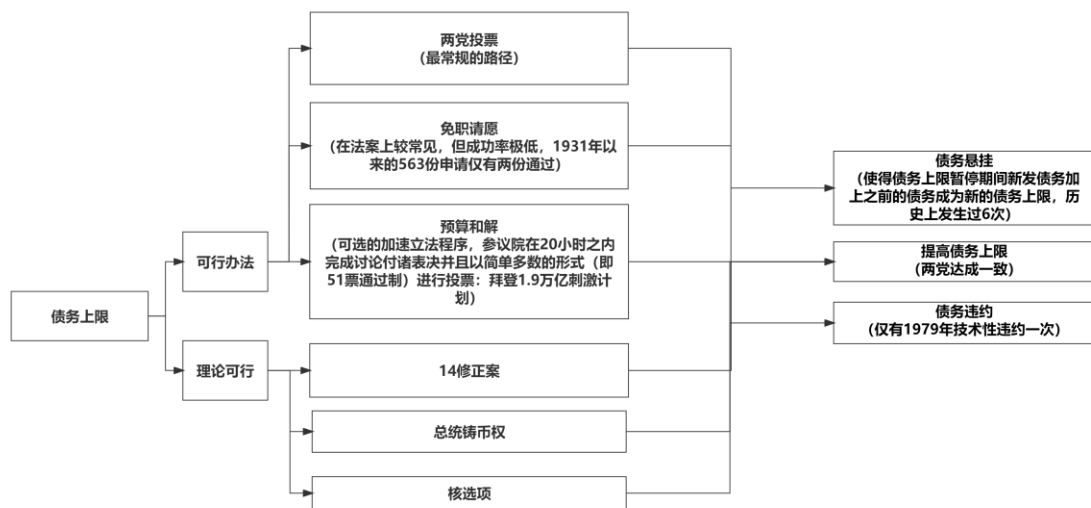 债务上限
可行办法
理论可行
两党投票
（最常规的路径）
免职请愿
（在法案上较常见，但成功率极低，1931年以
来的563份申请仅有两份通过）
预算和解
（可选的加速立法程序，参议院在20小时之内
完成讨论付诸表决并且以简单多数的形式（即
51票通过制）进行投票：拜登1.9万亿刺激计
划）
14修正案
总统铸币权
核选项
债务悬挂
（使得债务上限暂停期间新发债务加
上之前的债务成为新的债务上限，历
史上发生过6次）
提高债务上限
（两党达成一致）
债务违约
（仅有1979年技术性违约一次）